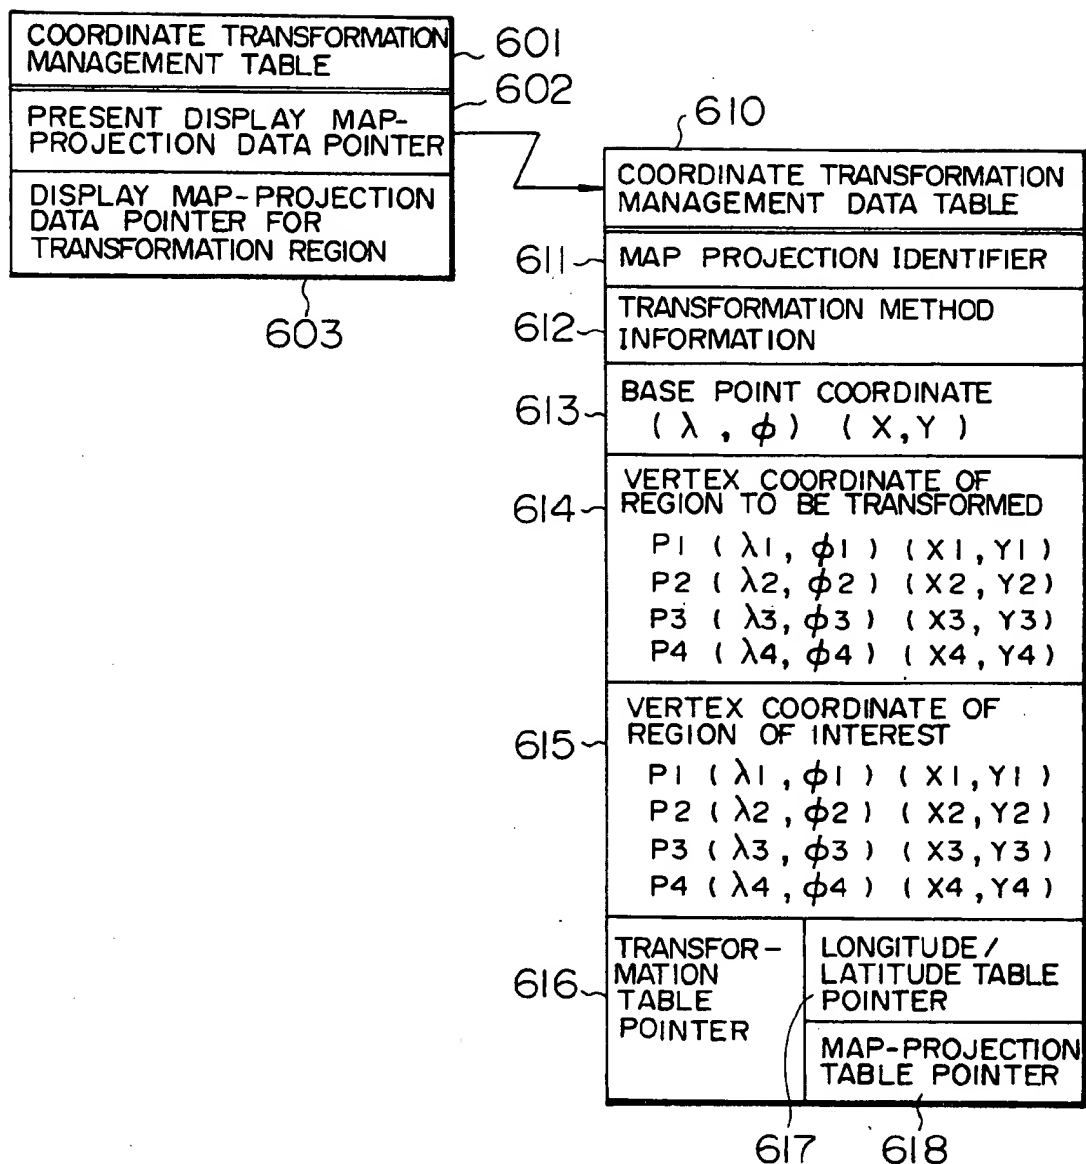 COORDINATE TRANSFORMATION
MANAGEMENT TABLE
601
602
PRESENT DISPLAY MAP-
PROJECTION DATA POINTER
DISPLAY MAP-PROJECTION
DATA POINTER FOR
TRANSFORMATION REGION
603
610
COORDINATE TRANSFORMATION
MANAGEMENT DATA TABLE
611
MAP PROJECTION IDENTIFIER
612
TRANSFORMATION METHOD
INFORMATION
613
BASE POINT COORDINATE
(λ, φ) (X, Y)
614
VERTEX COORDINATE OF
REGION TO BE TRANSFORMED
P1 (λ1, φ1) (X1, Y1)
P2 (λ2, φ2) (X2, Y2)
P3 (λ3, φ3) (X3, Y3)
P4 (λ4, φ4) (X4, Y4)
615
VERTEX COORDINATE OF
REGION OF INTEREST
P1 (λ1, φ1) (X1, Y1)
P2 (λ2, φ2) (X2, Y2)
P3 (λ3, φ3) (X3, Y3)
P4 (λ4, φ4) (X4, Y4)
616
TRANSFOR-
MATION
TABLE
POINTER
LONGITUDE/
LATITUDE TABLE
POINTER
MAP-PROJECTION
TABLE POINTER
617
618